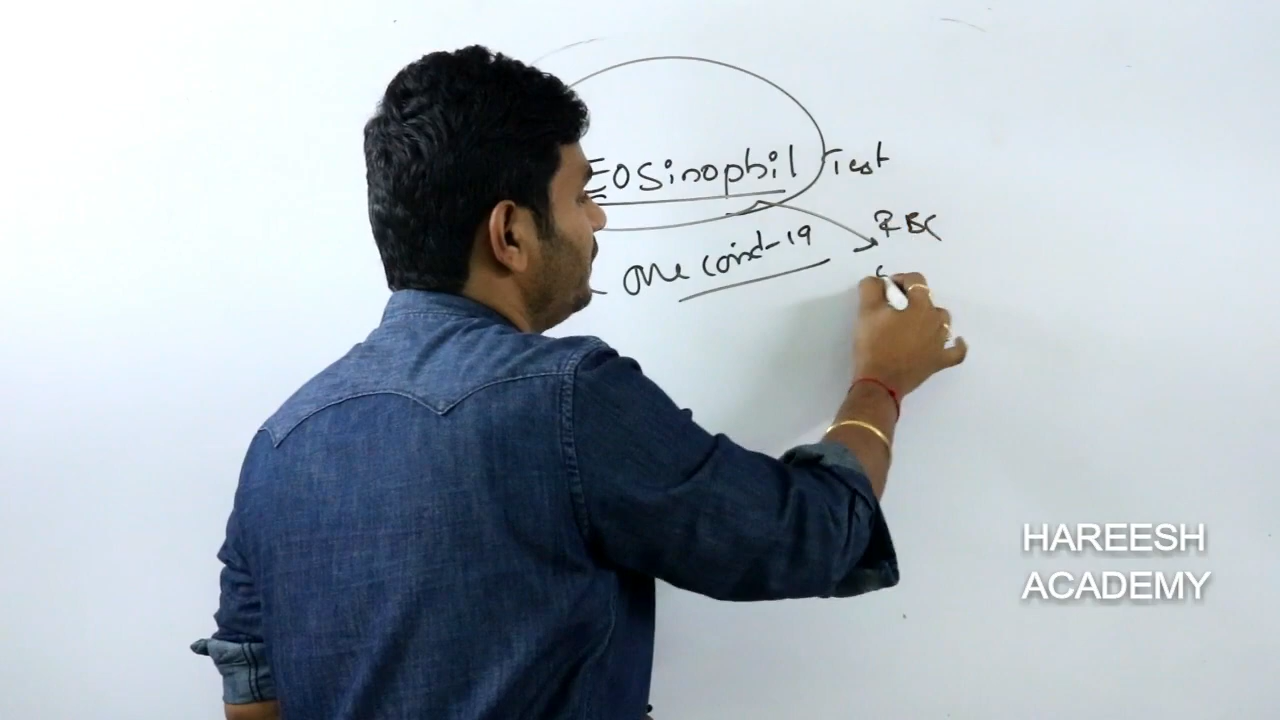 Eosinophil Test
RBC
One Covid-19
HAREESH
ACADEMY